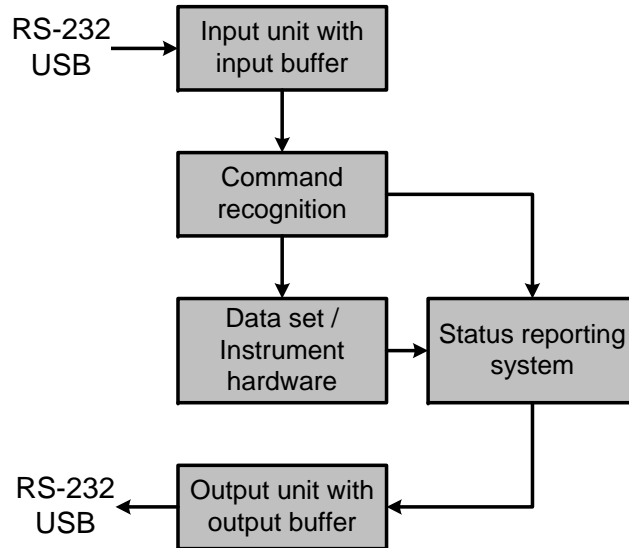 RS-232
USB
Input unit with
input buffer
Command
recognition
Data set /
Instrument
hardware
Status reporting
system
RS-232
USB
Output unit with
output buffer